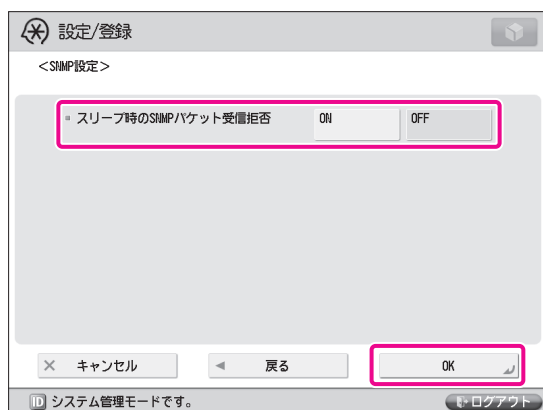 設定/登録
<SNMP設定>
スリープ時のSNMPパケット受信拒否 ON OFF
キャンセル 戻る OK
ID システム管理モードです。 ログアウト